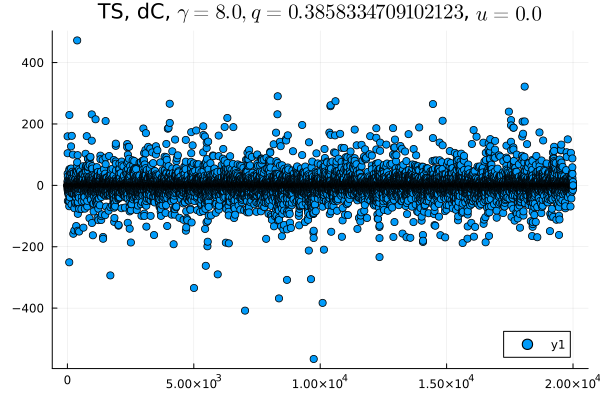 TS, dC, γ = 8.0, q = 0.3858334709102123, u = 0.0
400
200
0
−200
−400
0 5.00×10³ 1.00×10⁴ 1.50×10⁴ 2.00×10⁴
y1